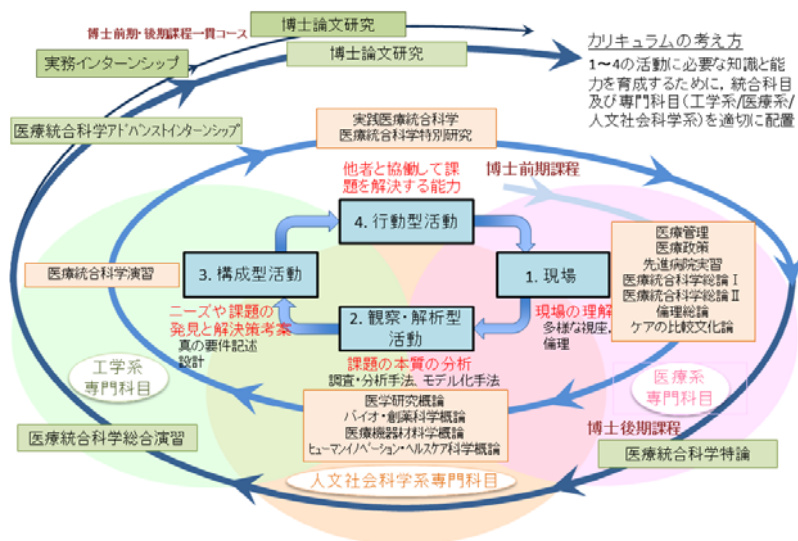 博士論文研究
博士前期・後期課程一貫コース
博士論文研究
実務インターンシップ
医療統合科学アドバンストインターンシップ
カリキュラムの考え方
1～4の活動に必要な知識と能
力を育成するために，統合科目
及び専門科目（工学系/医療系/
人文社会科学系）を適切に配置
実践医療統合科学
医療統合科学特別研究
他者と協働して課
題を解決する能力
博士前期課程
4. 行動型活動
3. 構成型活動
1. 現場
2. 観察・解析型
活動
医療統合科学演習
医療管理
医療政策
先進病院実習
医療統合科学総論Ⅰ
医療統合科学総論Ⅱ
倫理総論
ケアの比較文化論
ニーズや課題の
発見と解決策考案
真の要件記述
設計
現場の理解
多様な視座，
倫理
課題の本質の分析
調査・分析手法、モデル化手法
工学系
専門科目
医療系
専門科目
医学研究概論
バイオ・創薬科学概論
医療機器材科学概論
ヒューマンイノベーション・ヘルスケア科学概論
医療統合科学総合演習
博士後期課程
医療統合科学特論
人文社会科学系専門科目